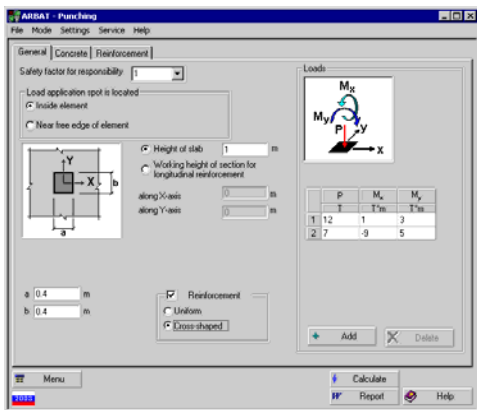 ARBAT - Punching
File Mode Settings Service Help
General Concrete Reinforcement
Safety factor for responsibility 1
Load application spot is located
Inside element
Near free edge of element
Y
X
b
a
Height of slab 1 m
Working height of section for
longitudinal reinforcement
along X-axis 0 m
along Y-axis 0 m
a 0.4 m
b 0.4 m
Reinforcement
Uniform
Cross-shaped
Loads
Mx
My
P
y
x
P Mx My
T T*m T*m
1 12 1 3
2 7 -9 5
Add Delete
Menu Calculate
Report Help